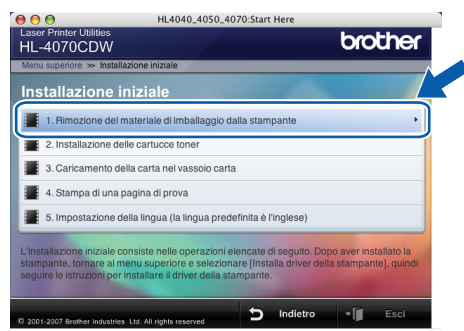 HL4040_4050_4070:Start Here
Laser Printer Utilities
HL-4070CDW
brother
Menu superiore >> Installazione iniziale
Installazione iniziale
1. Rimozione del materiale di imballaggio dalla stampante
2. Installazione delle cartucce toner
3. Caricamento della carta nel vassoio carta
4. Stampa di una pagina di prova
5. Impostazione della lingua (la lingua predefinita è l'inglese)
L'installazione iniziale consiste nelle operazioni elencate di seguito. Dopo aver installato la
stampante, tornare al menu superiore e selezionare [Installa driver della stampante], quindi
seguire le istruzioni per installare il driver della stampante.
© 2001-2007 Brother Industries Ltd. All rights reserved
Indietro
Esci